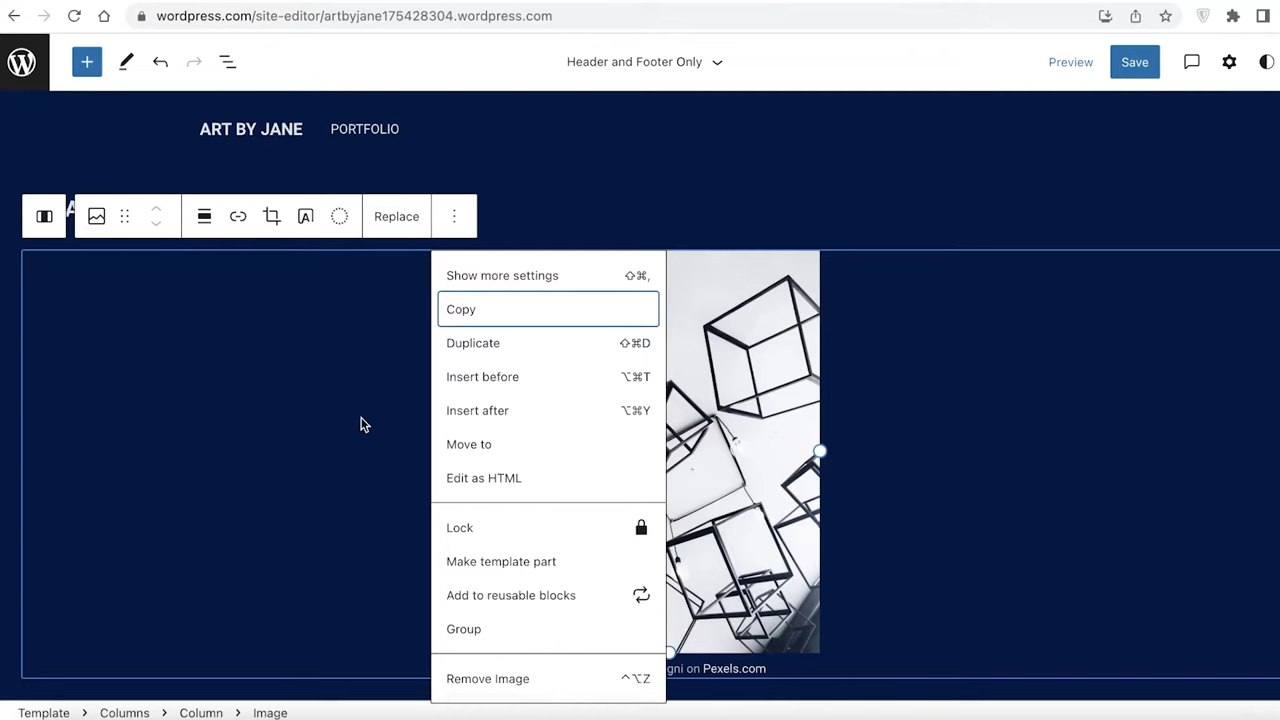 wordpress.com/site-editor/artbyjane175428304.wordpress.com
Header and Footer Only
Preview
Save
ART BY JANE
PORTFOLIO
A
Replace
Show more settings ⇧⌘,
Copy
Duplicate ⇧⌘D
Insert before ⌥⌘T
Insert after ⌥⌘Y
Move to
Edit as HTML
Lock
Make template part
Add to reusable blocks
Group
Remove Image ^⌥Z
gni on Pexels.com
Template > Columns > Column > Image